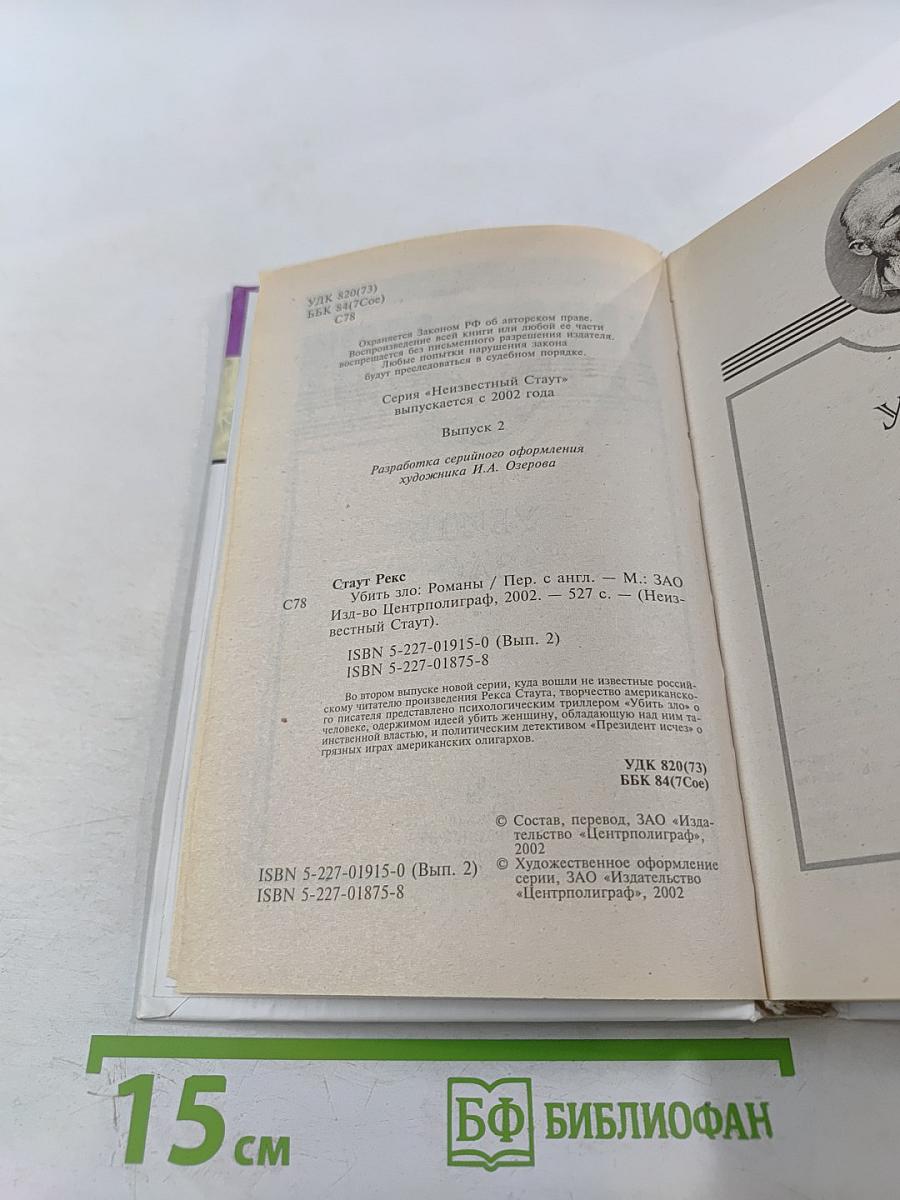 УДК 820(73)
ББК 84(7Сое)
С78
Охраняется Законом РФ об авторском праве.
Воспроизведение всей книги или любой ее части
воспрещается без письменного разрешения издателя.
Любые попытки нарушения закона
будут преследоваться в судебном порядке.
Серия «Неизвестный Стаут»
выпускается с 2002 года
Выпуск 2
Разработка серийного оформления
художника И.А. Озерова
Стаут Рекс
С78
Убить зло: Романы / Пер. с англ. — М.: ЗАО
Изд-во Центрполиграф, 2002. — 527 с. — (Неиз-
вестный Стаут).
ISBN 5-227-01915-0 (Вып. 2)
ISBN 5-227-01875-8
Во втором выпуске новой серии, куда вошли не известные россий-
скому читателю произведения Рекса Стаута, творчество американско-
го писателя представлено психологическим триллером «Убить зло» о
человеке, одержимом идеей убить женщину, обладающую над ним та-
инственной властью, и политическим детективом «Президент исчез» о
грязных играх американских олигархов.
УДК 820(73)
ББК 84(7Сое)
© Состав, перевод, ЗАО «Изда-
тельство «Центрполиграф»,
2002
© Художественное оформление
серии, ЗАО «Издательство
«Центрполиграф», 2002
ISBN 5-227-01915-0 (Вып. 2)
ISBN 5-227-01875-8
У
15 см
БФ БИБЛИОФАН